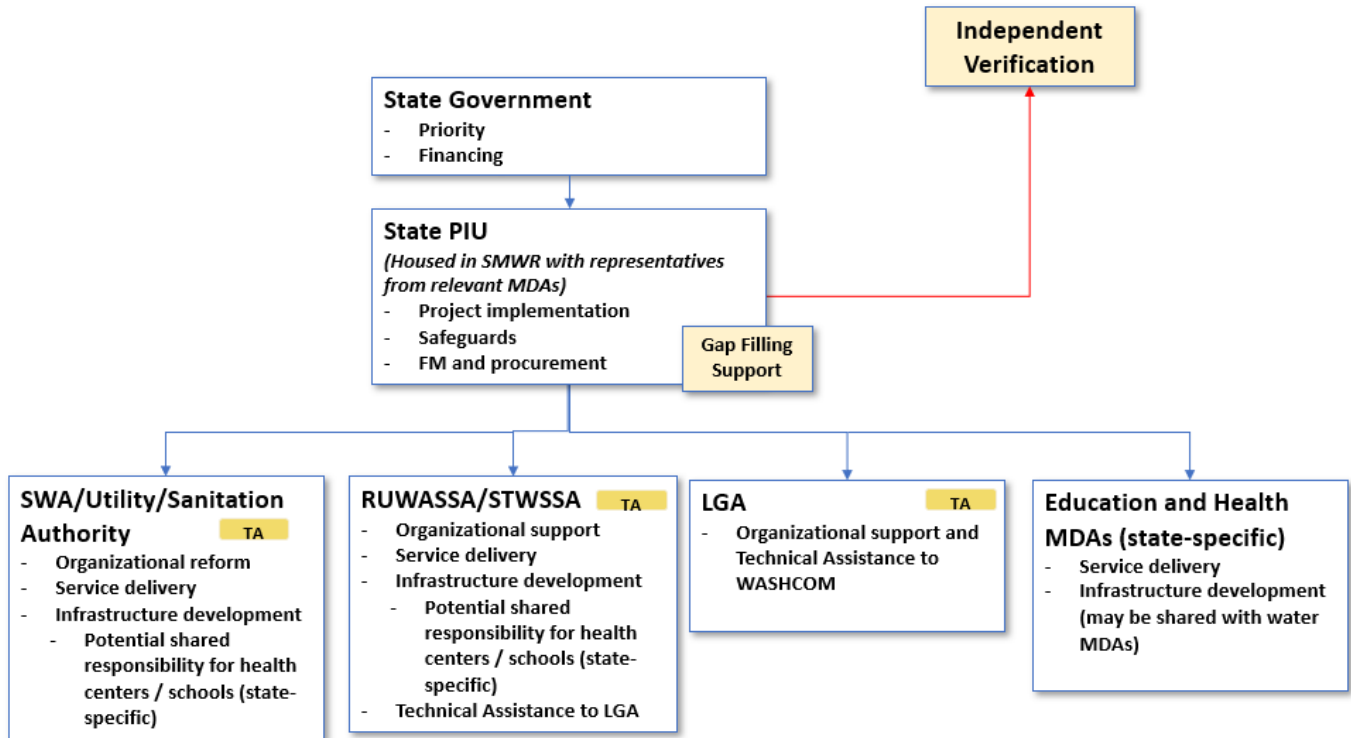 Independent
Verification
State Government
- Priority
- Financing
State PIU
(Housed in SMWR with representatives
from relevant MDAs)
- Project implementation
- Safeguards
- FM and procurement
Gap Filling
Support
SWA/Utility/Sanitation
Authority
TA
- Organizational reform
- Service delivery
- Infrastructure development
- Potential shared
responsibility for health
centers / schools (state-
specific)
RUWASSA/STWSSA
TA
- Organizational support
- Service delivery
- Infrastructure development
- Potential shared
responsibility for health
centers / schools (state-
specific)
- Technical Assistance to LGA
LGA
TA
- Organizational support and
Technical Assistance to
WASHCOM
Education and Health
MDAs (state-specific)
- Service delivery
- Infrastructure development
(may be shared with water
MDAs)